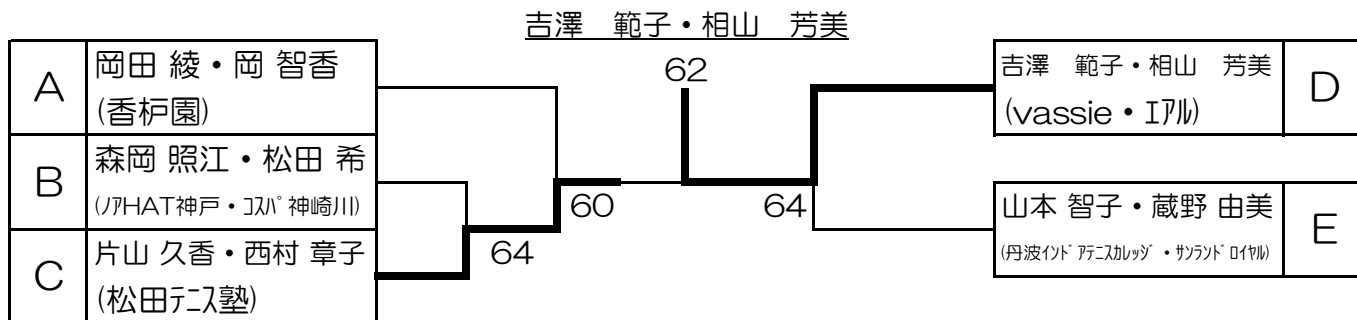 吉澤　範子・相山　芳美
62
A
岡田 綾・岡 智香
(香枦園)
B
森岡 照江・松田 希
(ﾉｱHAT神戸・ｺｽﾊﾟ神崎川)
C
片山 久香・西村 章子
(松田ﾃﾆｽ塾)
64
60
64
吉澤　範子・相山　芳美
(vassie・ｴｱﾙ)
D
山本 智子・蔵野 由美
(丹波ｲﾝﾄﾞｱﾃﾆｽｶﾚｯｼﾞ・ｻﾝﾗﾝﾄﾞﾛｲﾔﾙ)
E